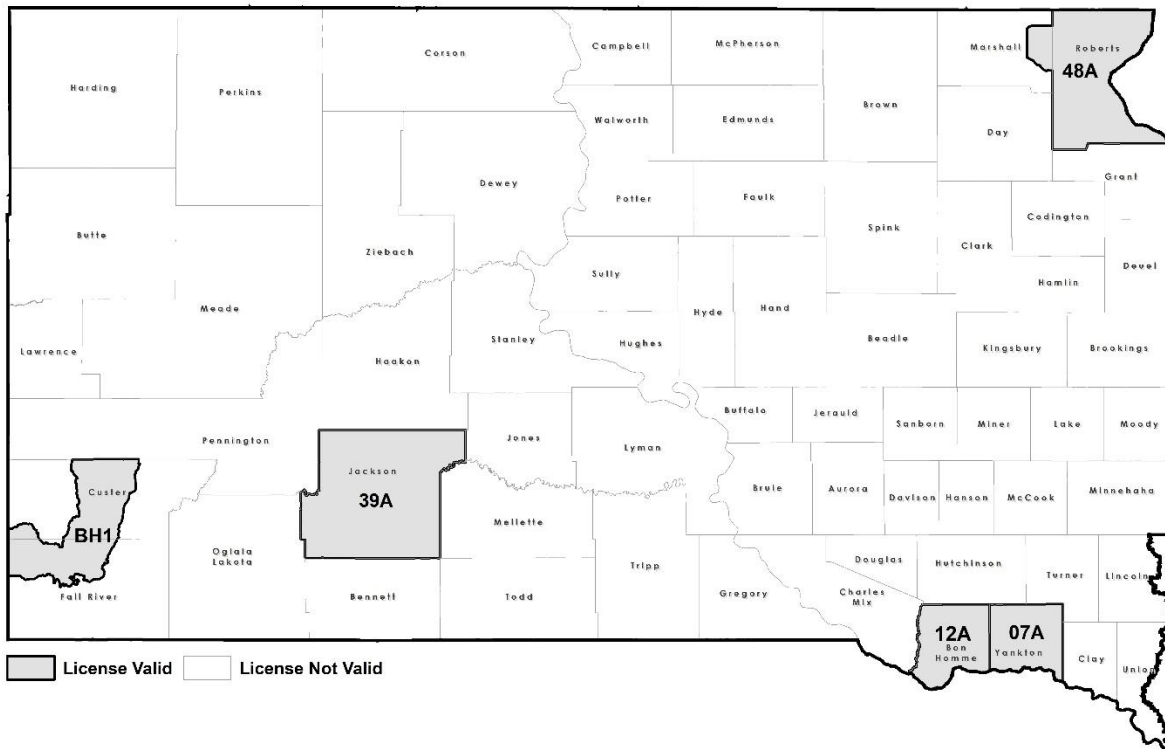 Corson
Campbell
McPherson
Marshall
Roberts
48A
Harding
Perkins
Brown
Walworth
Edmunds
Day
Dewey
Grant
Potter
Faulk
Codington
Butte
Spink
Ziebach
Clark
Sully
Deuel
Hamlin
Meade
Hyde
Hand
Stanley
Hughes
Beadle
Kingsbury
Brookings
Lawrence
Haakon
Buffalo
Jerauld
Sanborn
Miner
Lake
Moody
Pennington
Jones
Lyman
Jackson
39A
Custer
BH1
Brule
Aurora
Davison
Hanson
McCook
Minnehaha
Mellette
Oglala
Lakota
Douglas
Hutchinson
Tripp
Turner
Lincoln
Fall River
Bennett
Todd
Gregory
Charles
Mix
12A
Bon
Homme
07A
Yankton
Clay
Union
License Valid
License Not Valid